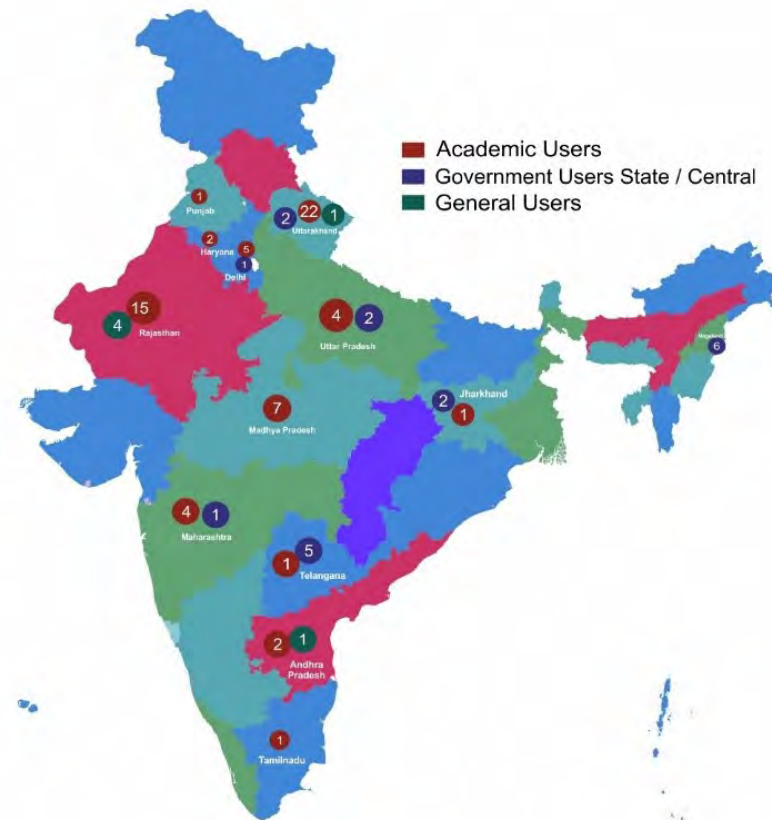 Academic Users
Government Users State / Central
General Users
1
Punjab
2
22
1
Uttarakhand
2
Haryana
5
1
Delhi
15
4
Rajasthan
4
2
Uttar Pradesh
6
7
Madhya Pradesh
2
Jharkhand
1
4
1
Maharashtra
1
5
Telangana
2
1
Andhra
Pradesh
1
Tamilnadu